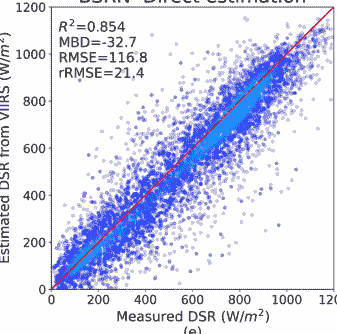 BSRN Direct estimation
R²=0.854
MBD=-32.7
RMSE=116.8
rRMSE=21.4
Estimated DSR from VIIRS (W/m²)
1200
1000
800
600
400
200
0
0 200 400 600 800 1000 120
Measured DSR (W/m²)
(e)